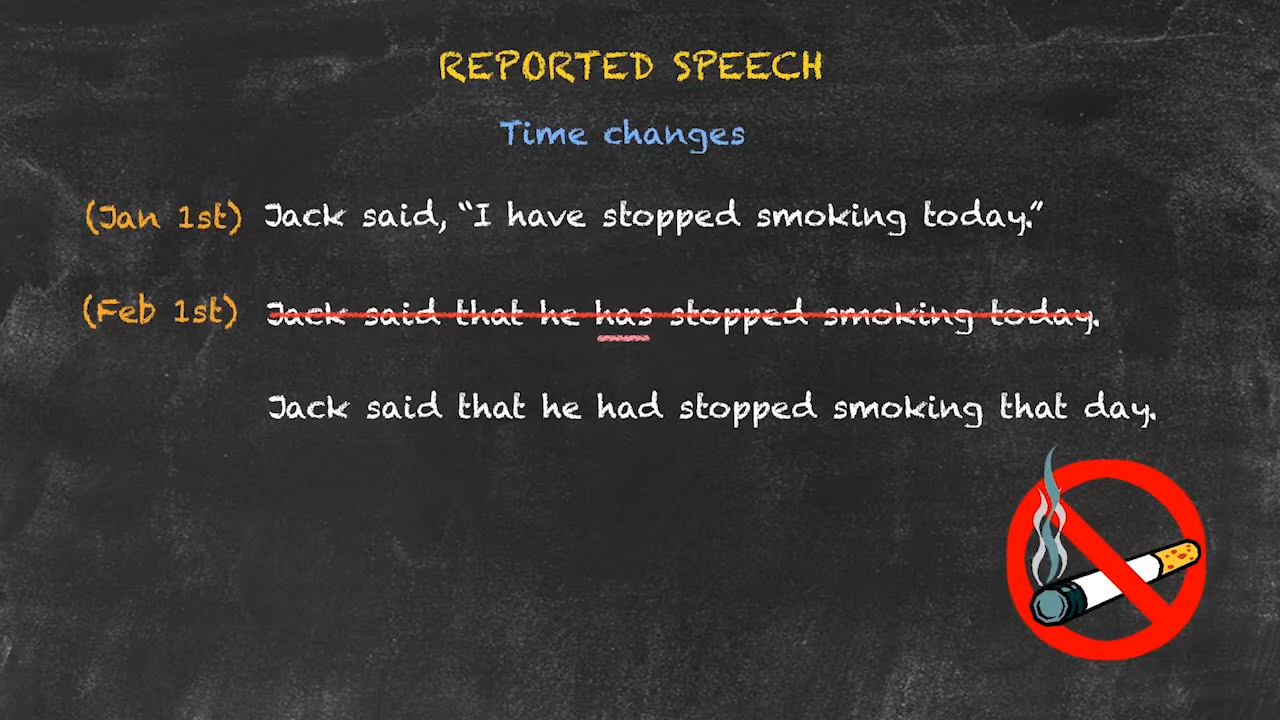 REPORTED SPEECH
Time changes
(Jan 1st) Jack said, “I have stopped smoking today.”
(Feb 1st) Jack said that he has stopped smoking today.
Jack said that he had stopped smoking that day.